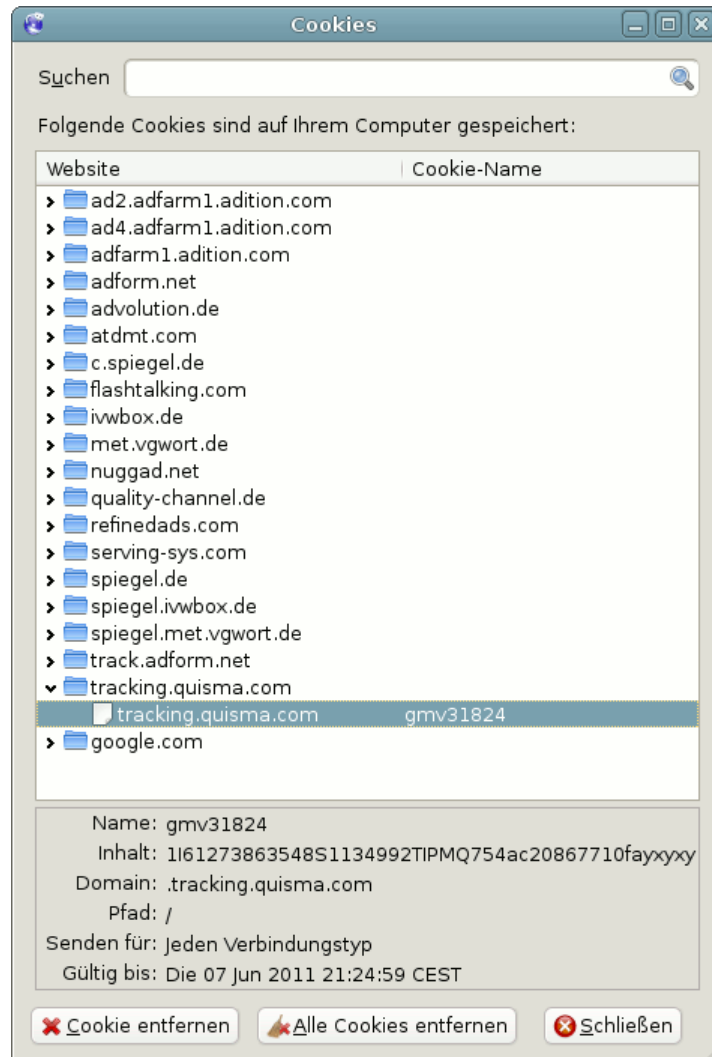 Cookies
Suchen
Folgende Cookies sind auf Ihrem Computer gespeichert:
Website Cookie-Name
ad2.adfarm1.adition.com
ad4.adfarm1.adition.com
adfarm1.adition.com
adform.net
advolution.de
atdmt.com
c.spiegel.de
flashtalking.com
ivwbox.de
met.vgwort.de
nuggad.net
quality-channel.de
refinedads.com
serving-sys.com
spiegel.de
spiegel.ivwbox.de
spiegel.met.vgwort.de
track.adform.net
tracking.quisma.com
tracking.quisma.com gmv31824
google.com
Name: gmv31824
Inhalt: 1I61273863548S1134992TIPMQ754ac20867710fayxyxy
Domain: .tracking.quisma.com
Pfad: /
Senden für: Jeden Verbindungstyp
Gültig bis: Die 07 Jun 2011 21:24:59 CEST
Cookie entfernen Alle Cookies entfernen Schließen